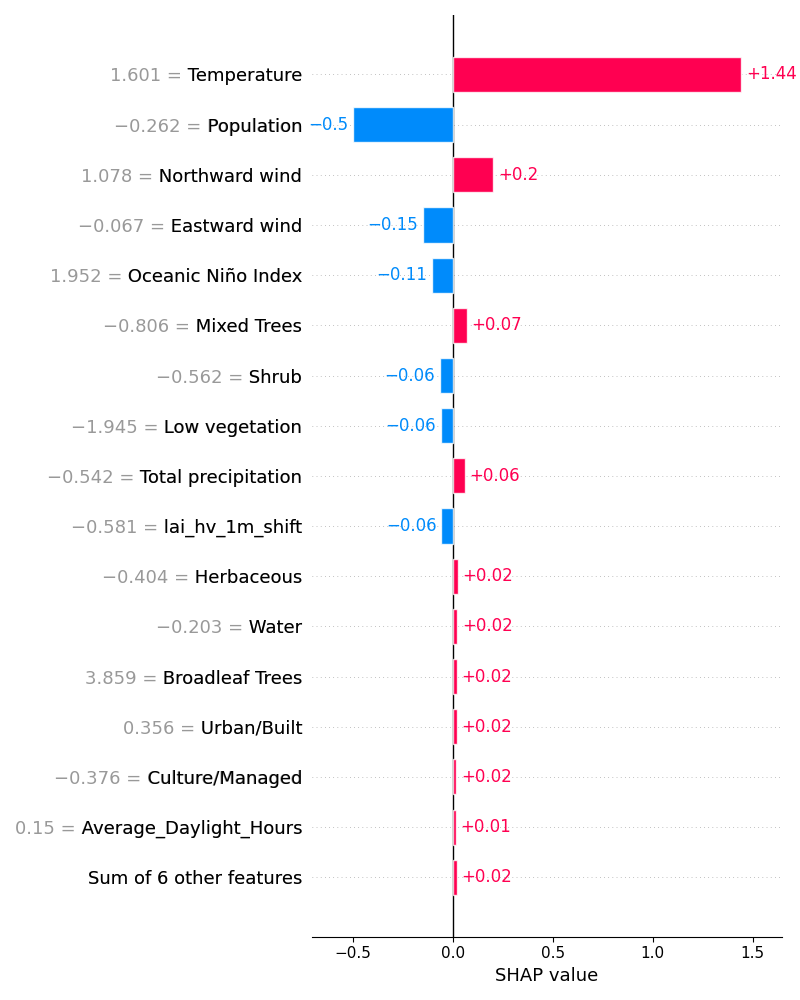 1.601 = Temperature +1.44
−0.262 = Population −0.5
1.078 = Northward wind +0.2
−0.067 = Eastward wind −0.15
1.952 = Oceanic Niño Index −0.11
−0.806 = Mixed Trees +0.07
−0.562 = Shrub −0.06
−1.945 = Low vegetation −0.06
−0.542 = Total precipitation +0.06
−0.581 = lai_hv_1m_shift −0.06
−0.404 = Herbaceous +0.02
−0.203 = Water +0.02
3.859 = Broadleaf Trees +0.02
0.356 = Urban/Built +0.02
−0.376 = Culture/Managed +0.02
0.15 = Average_Daylight_Hours +0.01
Sum of 6 other features +0.02
−0.5 0.0 0.5 1.0 1.5
SHAP value